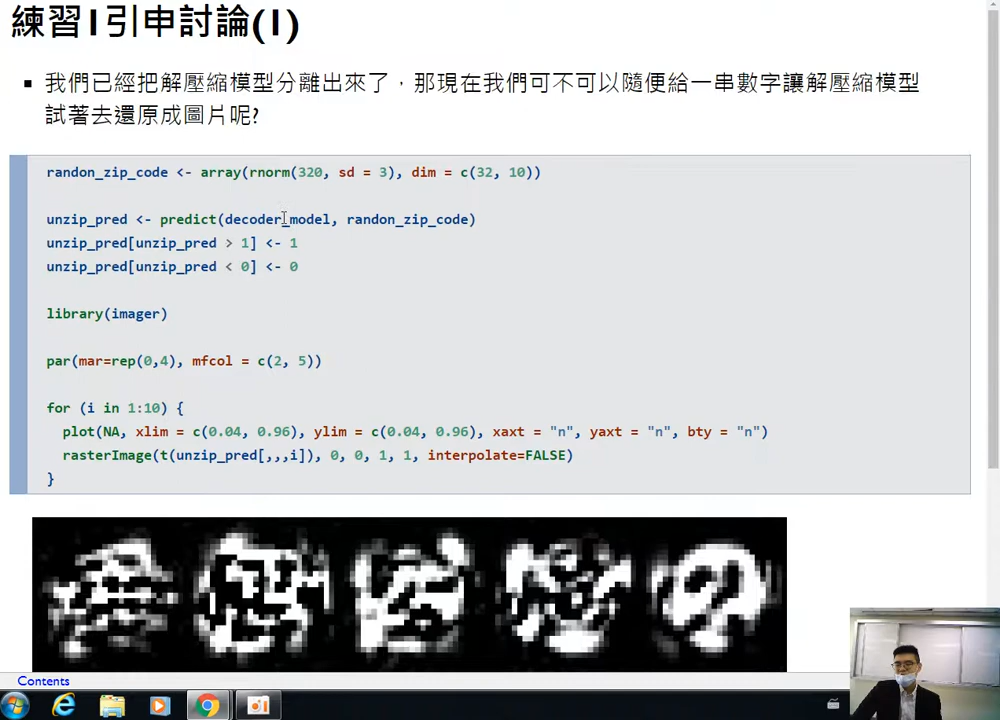 練習1引申討論(1)
我們已經把解壓縮模型分離出來了，那現在我們可不可以隨便給一串數字讓解壓縮模型
試著去還原成圖片呢?
randon_zip_code <- array(rnorm(320, sd = 3), dim = c(32, 10))
unzip_pred <- predict(decoder_model, randon_zip_code)
unzip_pred[unzip_pred > 1] <- 1
unzip_pred[unzip_pred < 0] <- 0
library(imager)
par(mar=rep(0,4), mfcol = c(2, 5))
for (i in 1:10) {
  plot(NA, xlim = c(0.04, 0.96), ylim = c(0.04, 0.96), xaxt = "n", yaxt = "n", bty = "n")
  rasterImage(t(unzip_pred[,,,i]), 0, 0, 1, 1, interpolate=FALSE)
}
Contents